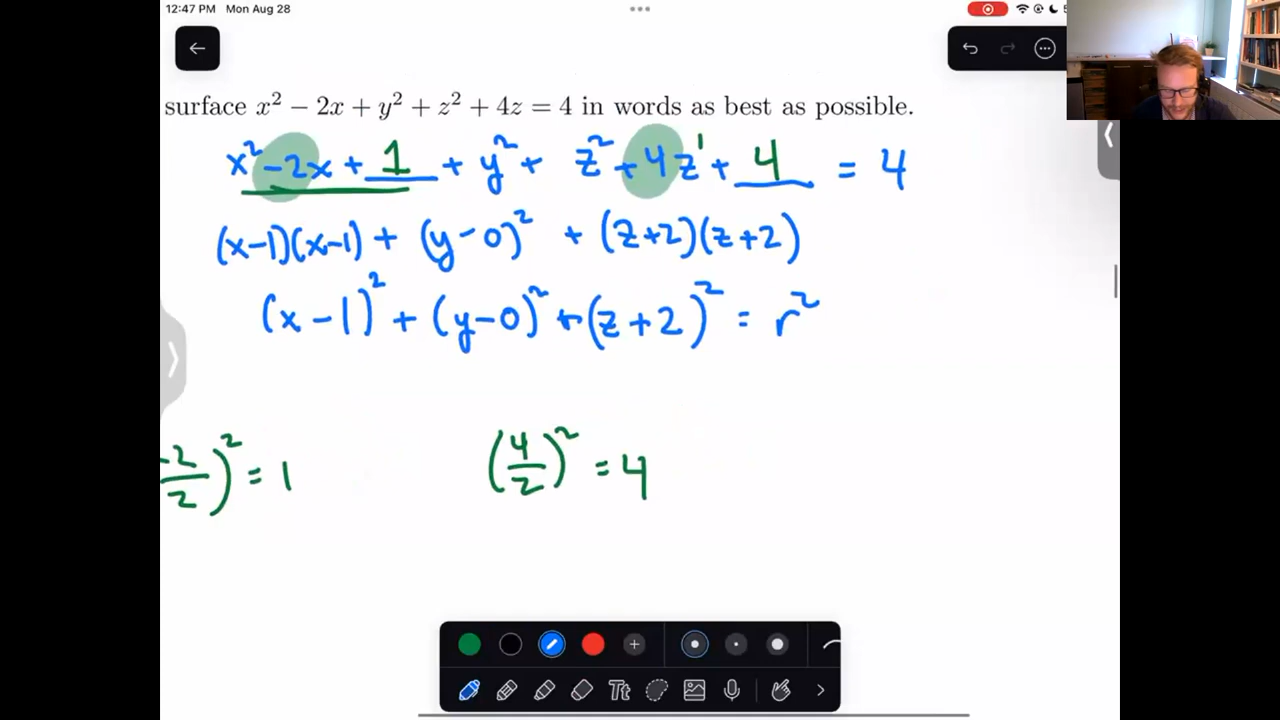 12:47 PM Mon Aug 28
surface x² − 2x + y² + z² + 4z = 4 in words as best as possible.
x² -2x + 1 + y² + z² +4z¹ + 4 = 4
(x-1)(x-1) + (y-0)² + (z+2)(z+2)
(x-1)² + (y-0)² + (z+2)² = r²
-2/2)² = 1
(4/2)² = 4
Tt